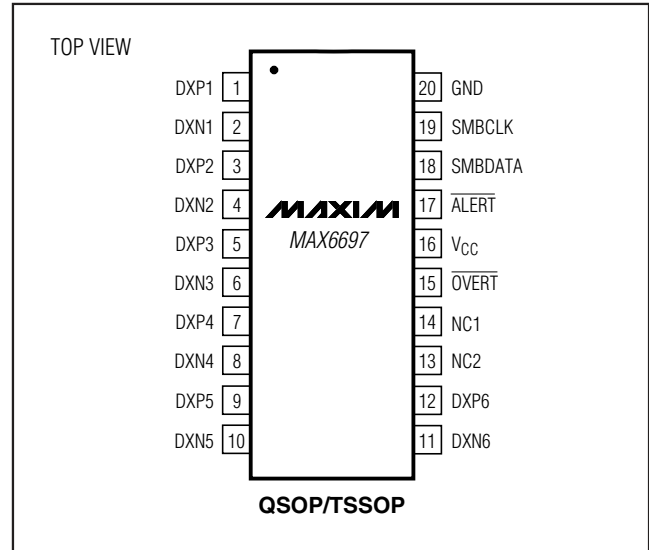 TOP VIEW
DXP1 1
DXN1 2
DXP2 3
DXN2 4
DXP3 5
DXN3 6
DXP4 7
DXN4 8
DXP5 9
DXN5 10
MAXIM
MAX6697
20 GND
19 SMBCLK
18 SMBDATA
17 ALERT
16 VCC
15 OVERT
14 NC1
13 NC2
12 DXP6
11 DXN6
QSOP/TSSOP